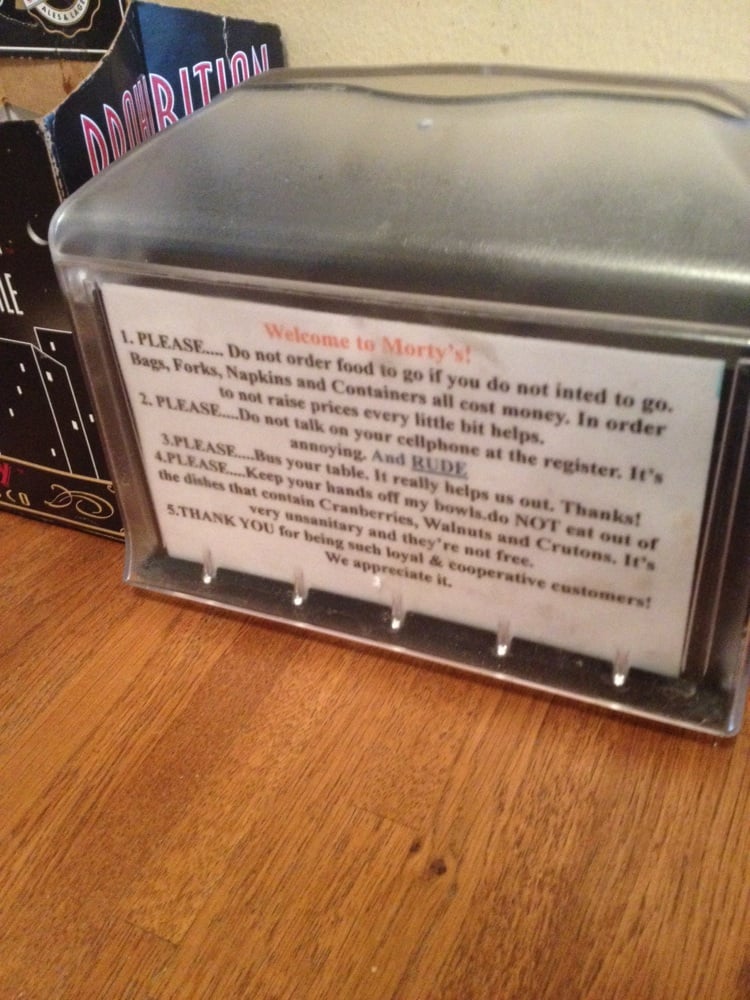 ALES & LAGE
PROHIBITION
LE
CO
Welcome to Morty's!
1. PLEASE.... Do not order food to go if you do not inted to go.
Bags, Forks, Napkins and Containers all cost money. In order
to not raise prices every little bit helps.
2. PLEASE....Do not talk on your cellphone at the register. It's
annoying. And RUDE
3.PLEASE....Bus your table. It really helps us out. Thanks!
4.PLEASE....Keep your hands off my bowls.do NOT eat out of
the dishes that contain Cranberries, Walnuts and Crutons. It's
very unsanitary and they're not free.
5.THANK YOU for being such loyal & cooperative customers!
We appreciate it.